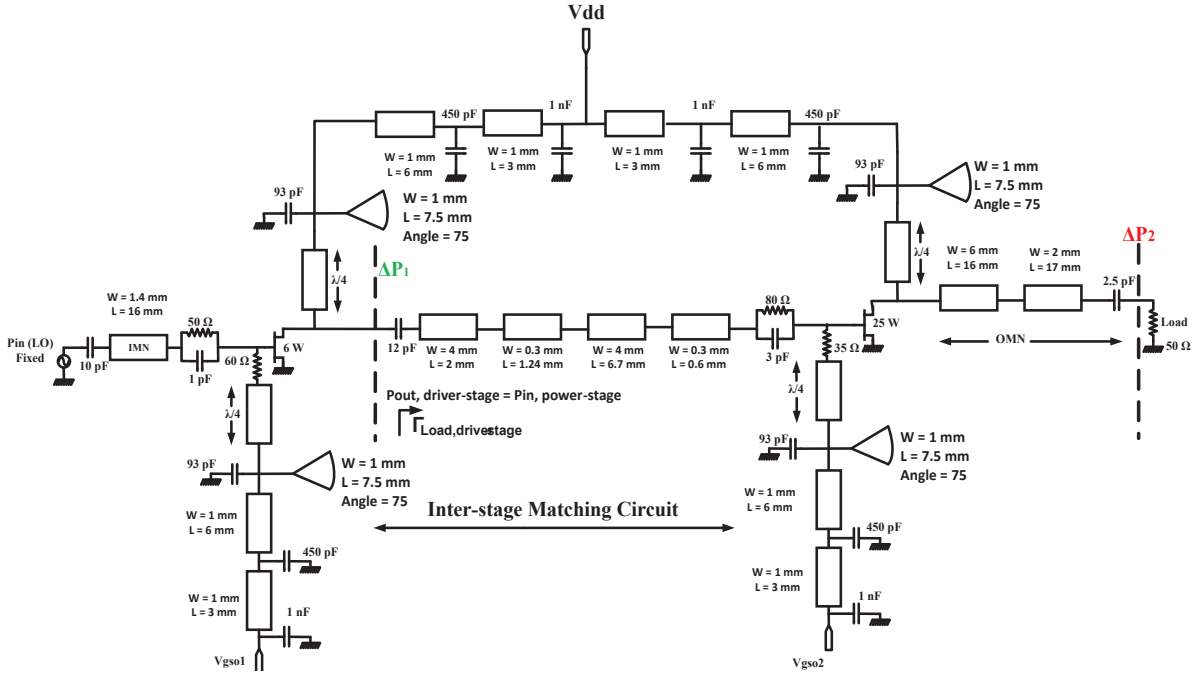 Vdd
450 pF
1 nF
1 nF
450 pF
W = 1 mm
L = 6 mm
W = 1 mm
L = 3 mm
W = 1 mm
L = 3 mm
W = 1 mm
L = 6 mm
93 pF
W = 1 mm
L = 7.5 mm
Angle = 75
93 pF
W = 1 mm
L = 7.5 mm
Angle = 75
λ/4
ΔP1
λ/4
W = 6 mm
L = 16 mm
W = 2 mm
L = 17 mm
ΔP2
2.5 pF
W = 1.4 mm
L = 16 mm
Pin (LO)
Fixed
10 pF
IMN
50 Ω
1 pF
60 Ω
6 W
12 pF
W = 4 mm
L = 2 mm
W = 0.3 mm
L = 1.24 mm
W = 4 mm
L = 6.7 mm
W = 0.3 mm
L = 0.6 mm
80 Ω
3 pF
35 Ω
25 W
OMN
Load
50 Ω
Pout, driver-stage = Pin, power-stage
ΓLoad,driverstage
λ/4
λ/4
93 pF
W = 1 mm
L = 7.5 mm
Angle = 75
93 pF
W = 1 mm
L = 7.5 mm
Angle = 75
Inter-stage Matching Circuit
W = 1 mm
L = 6 mm
450 pF
W = 1 mm
L = 3 mm
1 nF
Vgso1
W = 1 mm
L = 6 mm
450 pF
W = 1 mm
L = 3 mm
1 nF
Vgso2